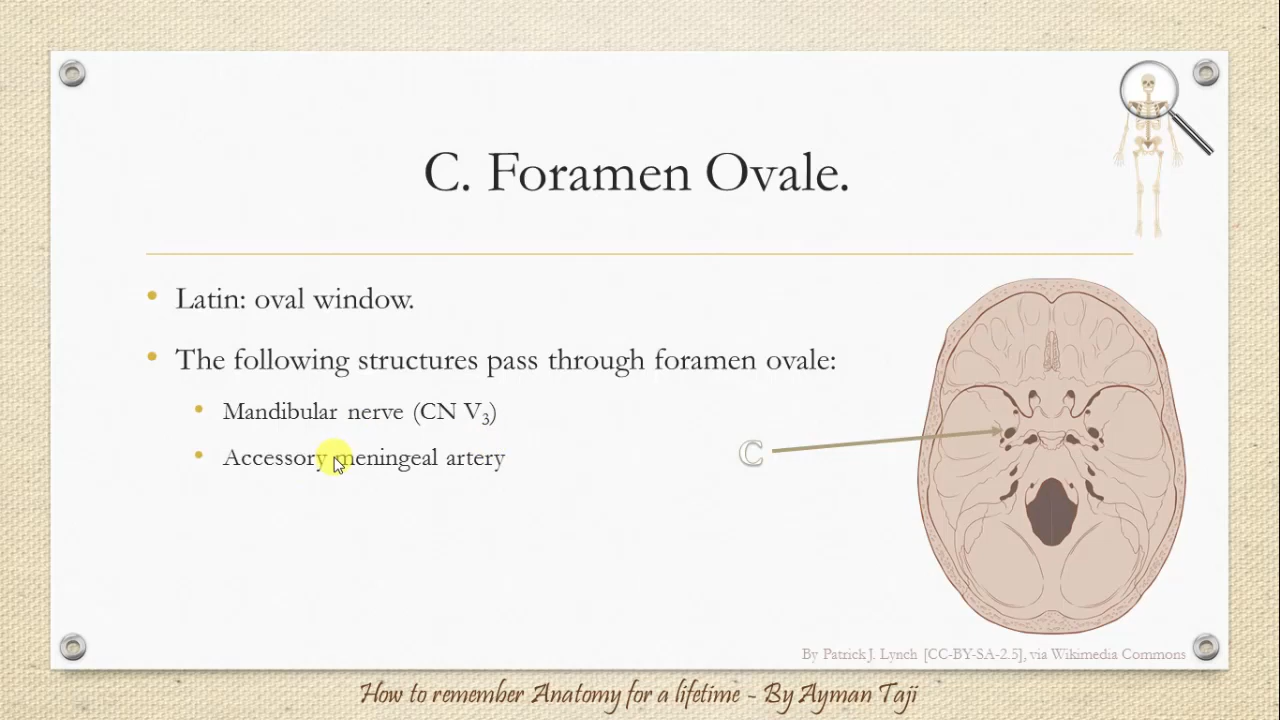 C. Foramen Ovale.
Latin: oval window.
The following structures pass through foramen ovale:
Mandibular nerve (CN V₃)
Accessory meningeal artery
C
By Patrick J. Lynch [CC-BY-SA-2.5], via Wikimedia Commons
How to remember Anatomy for a lifetime - By Ayman Taji